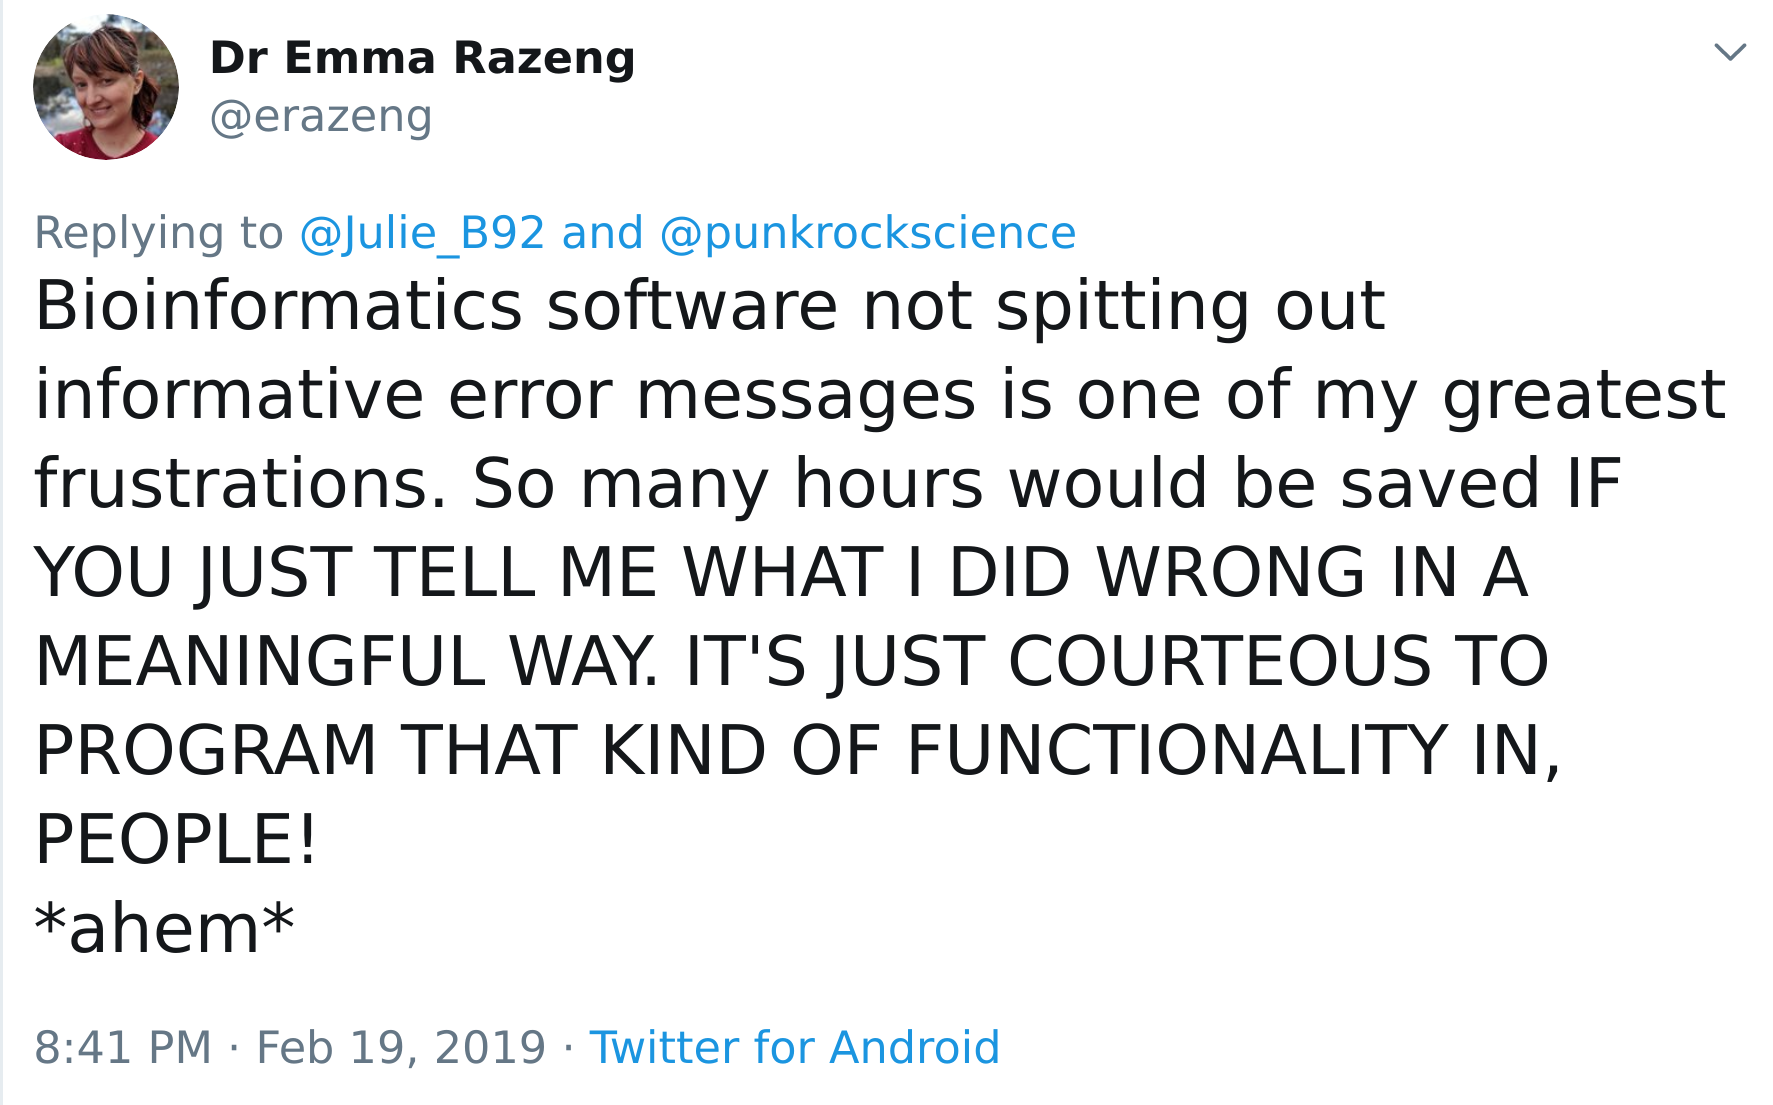 Dr Emma Razeng
@erazeng
Replying to @Julie_B92 and @punkrockscience
Bioinformatics software not spitting out
informative error messages is one of my greatest
frustrations. So many hours would be saved IF
YOU JUST TELL ME WHAT I DID WRONG IN A
MEANINGFUL WAY. IT'S JUST COURTEOUS TO
PROGRAM THAT KIND OF FUNCTIONALITY IN,
PEOPLE!
*ahem*
8:41 PM · Feb 19, 2019 · Twitter for Android